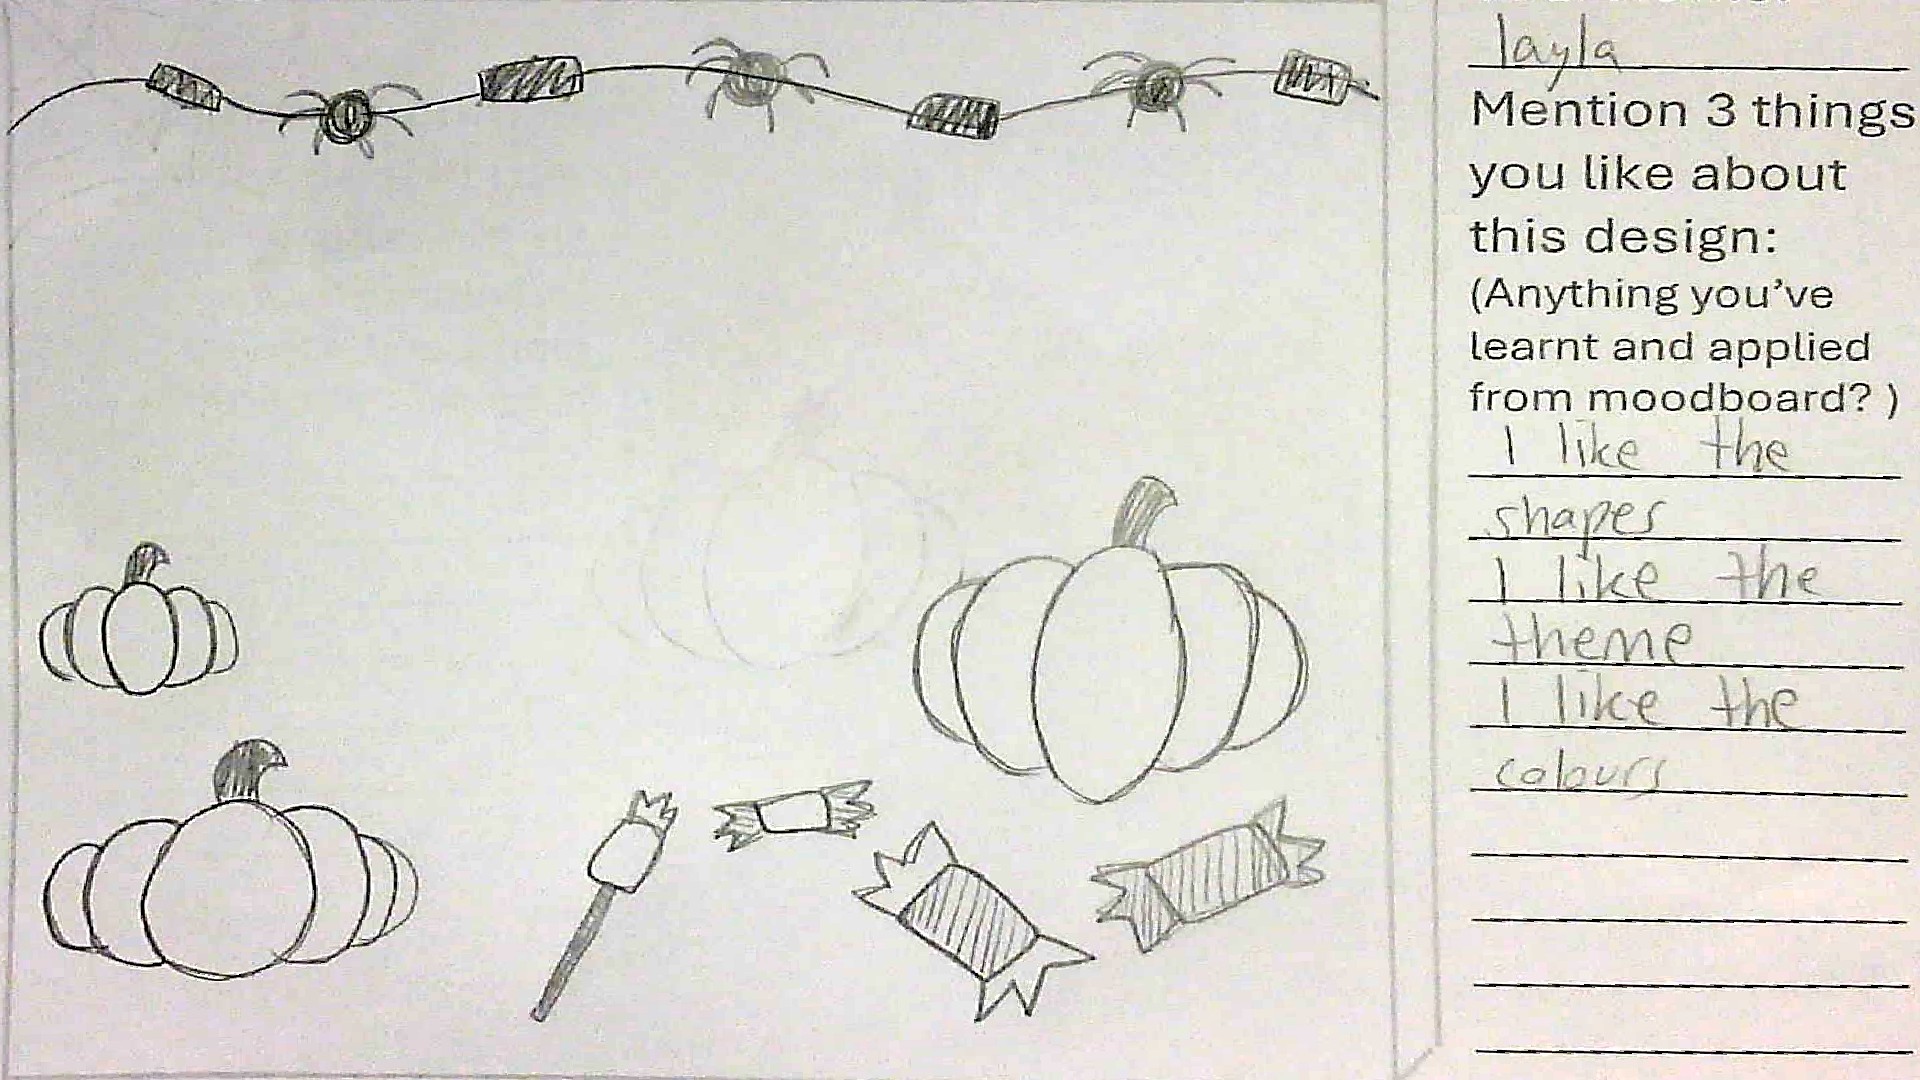 layla
Mention 3 things
you like about
this design:
(Anything you've
learnt and applied
from moodboard? )
I like the
shapes
I like the
theme
I like the
colours